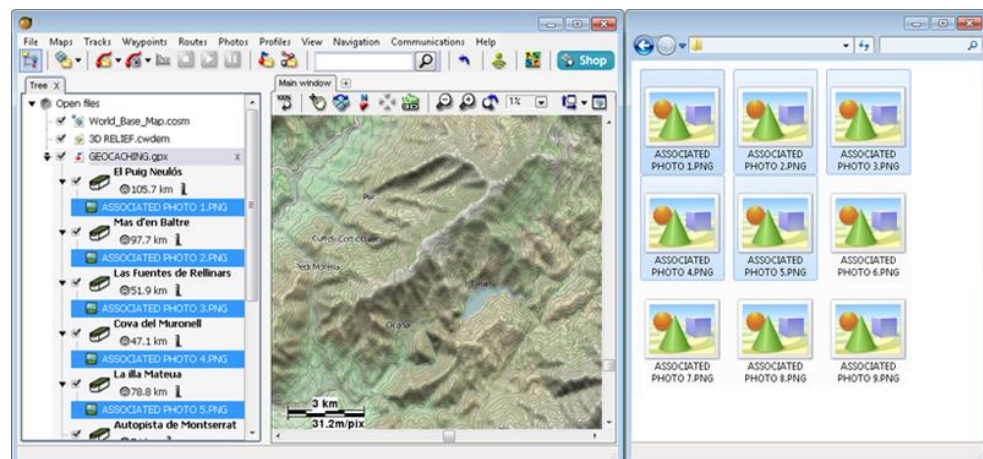 File Maps Tracks Waypoints Routes Photos Profiles View Navigation Communications Help
Shop
Tree X
Open files
World_Base_Map.cosm
3D RELIEF.cwdem
GEOCACHING.gpx X
El Puig Neulós
105.7 km
ASSOCIATED PHOTO 1.PNG
Mas d'en Baltre
97.7 km
ASSOCIATED PHOTO 2.PNG
Las Fuentes de Rellinars
51.9 km
ASSOCIATED PHOTO 3.PNG
Cova del Muronell
47.1 km
ASSOCIATED PHOTO 4.PNG
La illa Mateua
78.8 km
ASSOCIATED PHOTO 5.PNG
Autopista de Montserrat
Main window
100%
1%
3 km
31.2m/pix
ASSOCIATED
PHOTO 1.PNG
ASSOCIATED
PHOTO 2.PNG
ASSOCIATED
PHOTO 3.PNG
ASSOCIATED
PHOTO 4.PNG
ASSOCIATED
PHOTO 5.PNG
ASSOCIATED
PHOTO 6.PNG
ASSOCIATED
PHOTO 7.PNG
ASSOCIATED
PHOTO 8.PNG
ASSOCIATED
PHOTO 9.PNG